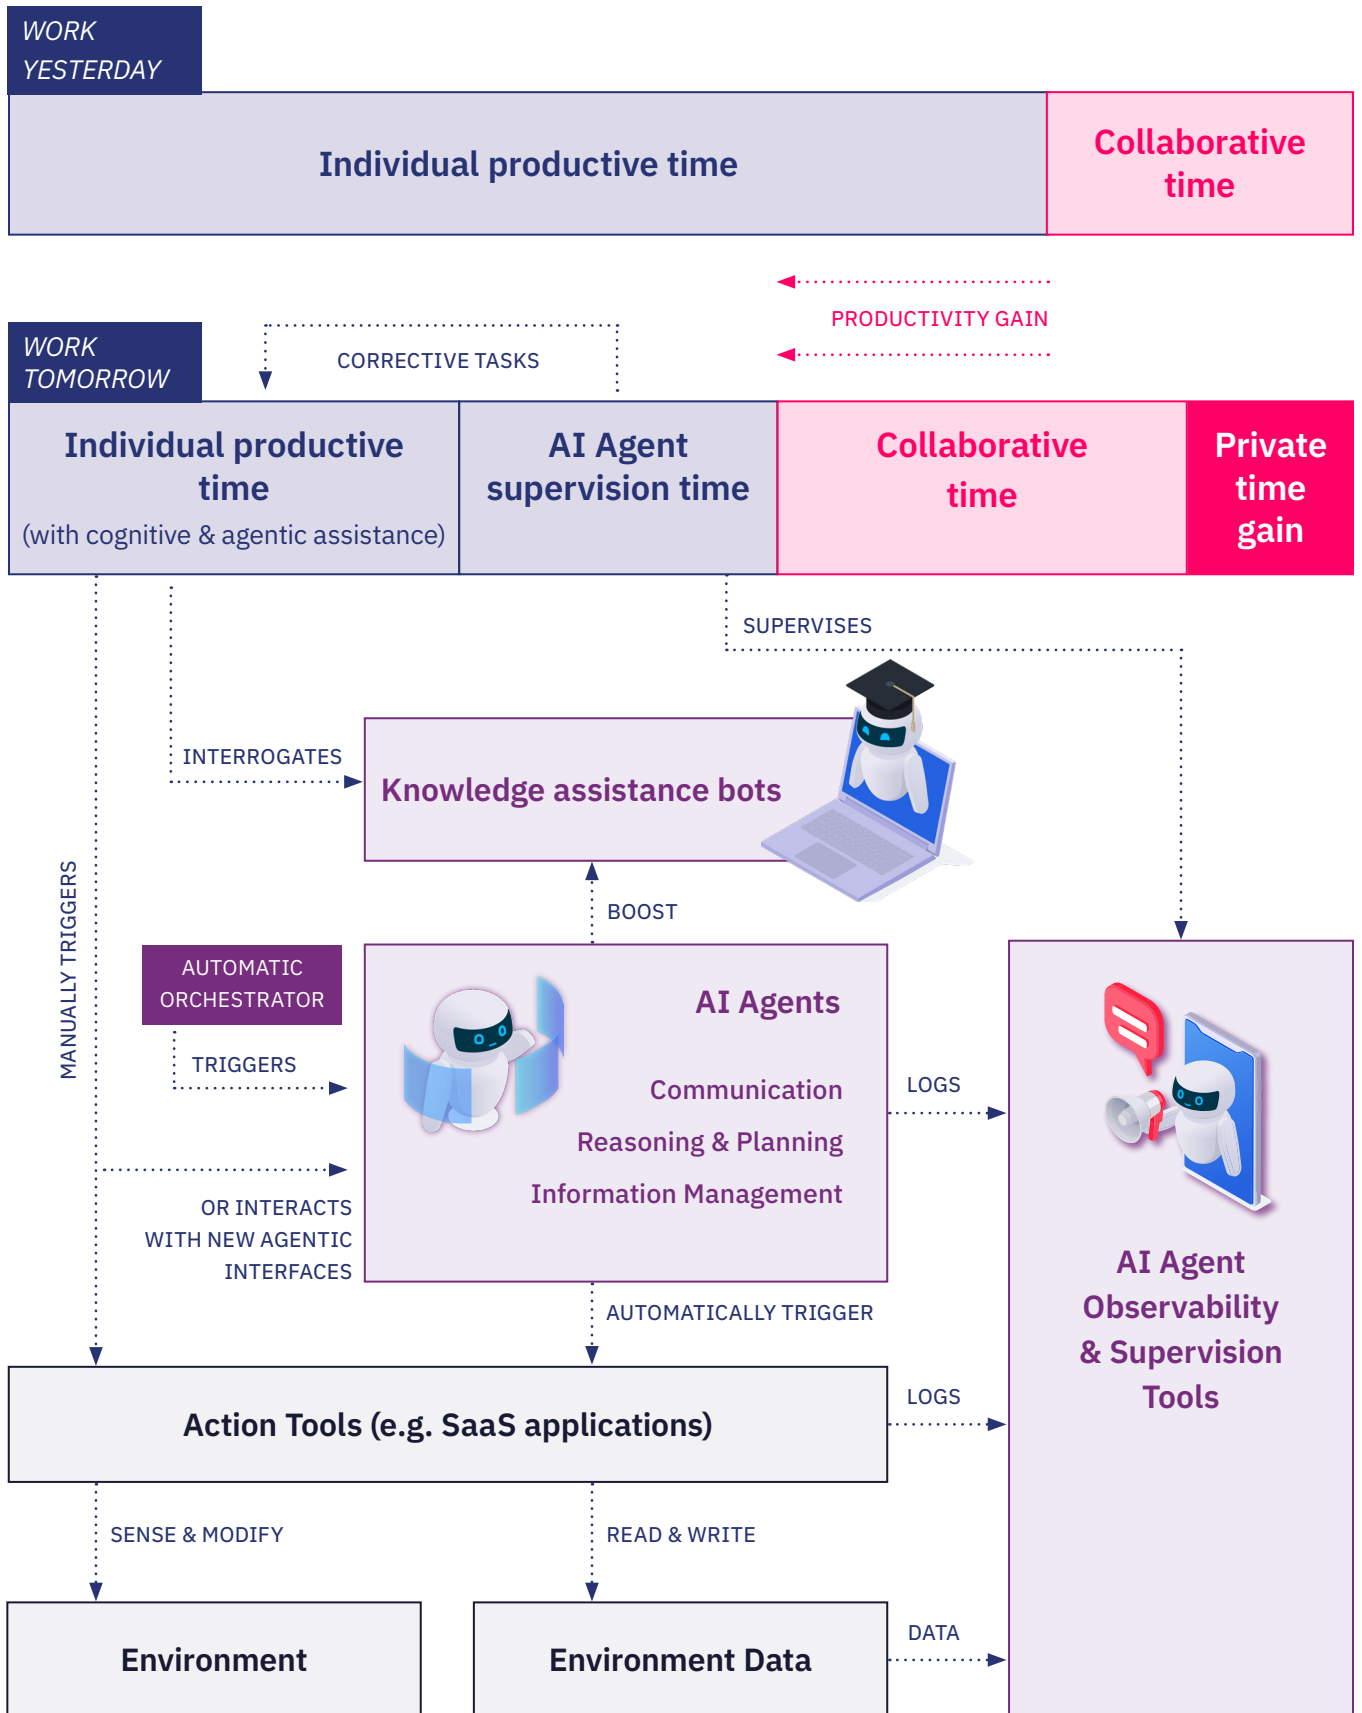 WORK
YESTERDAY
Individual productive time
Collaborative
time
PRODUCTIVITY GAIN
WORK
TOMORROW
CORRECTIVE TASKS
Individual productive
time
(with cognitive & agentic assistance)
AI Agent
supervision time
Collaborative
time
Private
time
gain
SUPERVISES
INTERROGATES
Knowledge assistance bots
MANUALLY TRIGGERS
BOOST
AUTOMATIC
ORCHESTRATOR
TRIGGERS
AI Agents
Communication
Reasoning & Planning
Information Management
LOGS
OR INTERACTS
WITH NEW AGENTIC
INTERFACES
AI Agent
Observability
& Supervision
Tools
AUTOMATICALLY TRIGGER
Action Tools (e.g. SaaS applications)
LOGS
SENSE & MODIFY
READ & WRITE
Environment
Environment Data
DATA